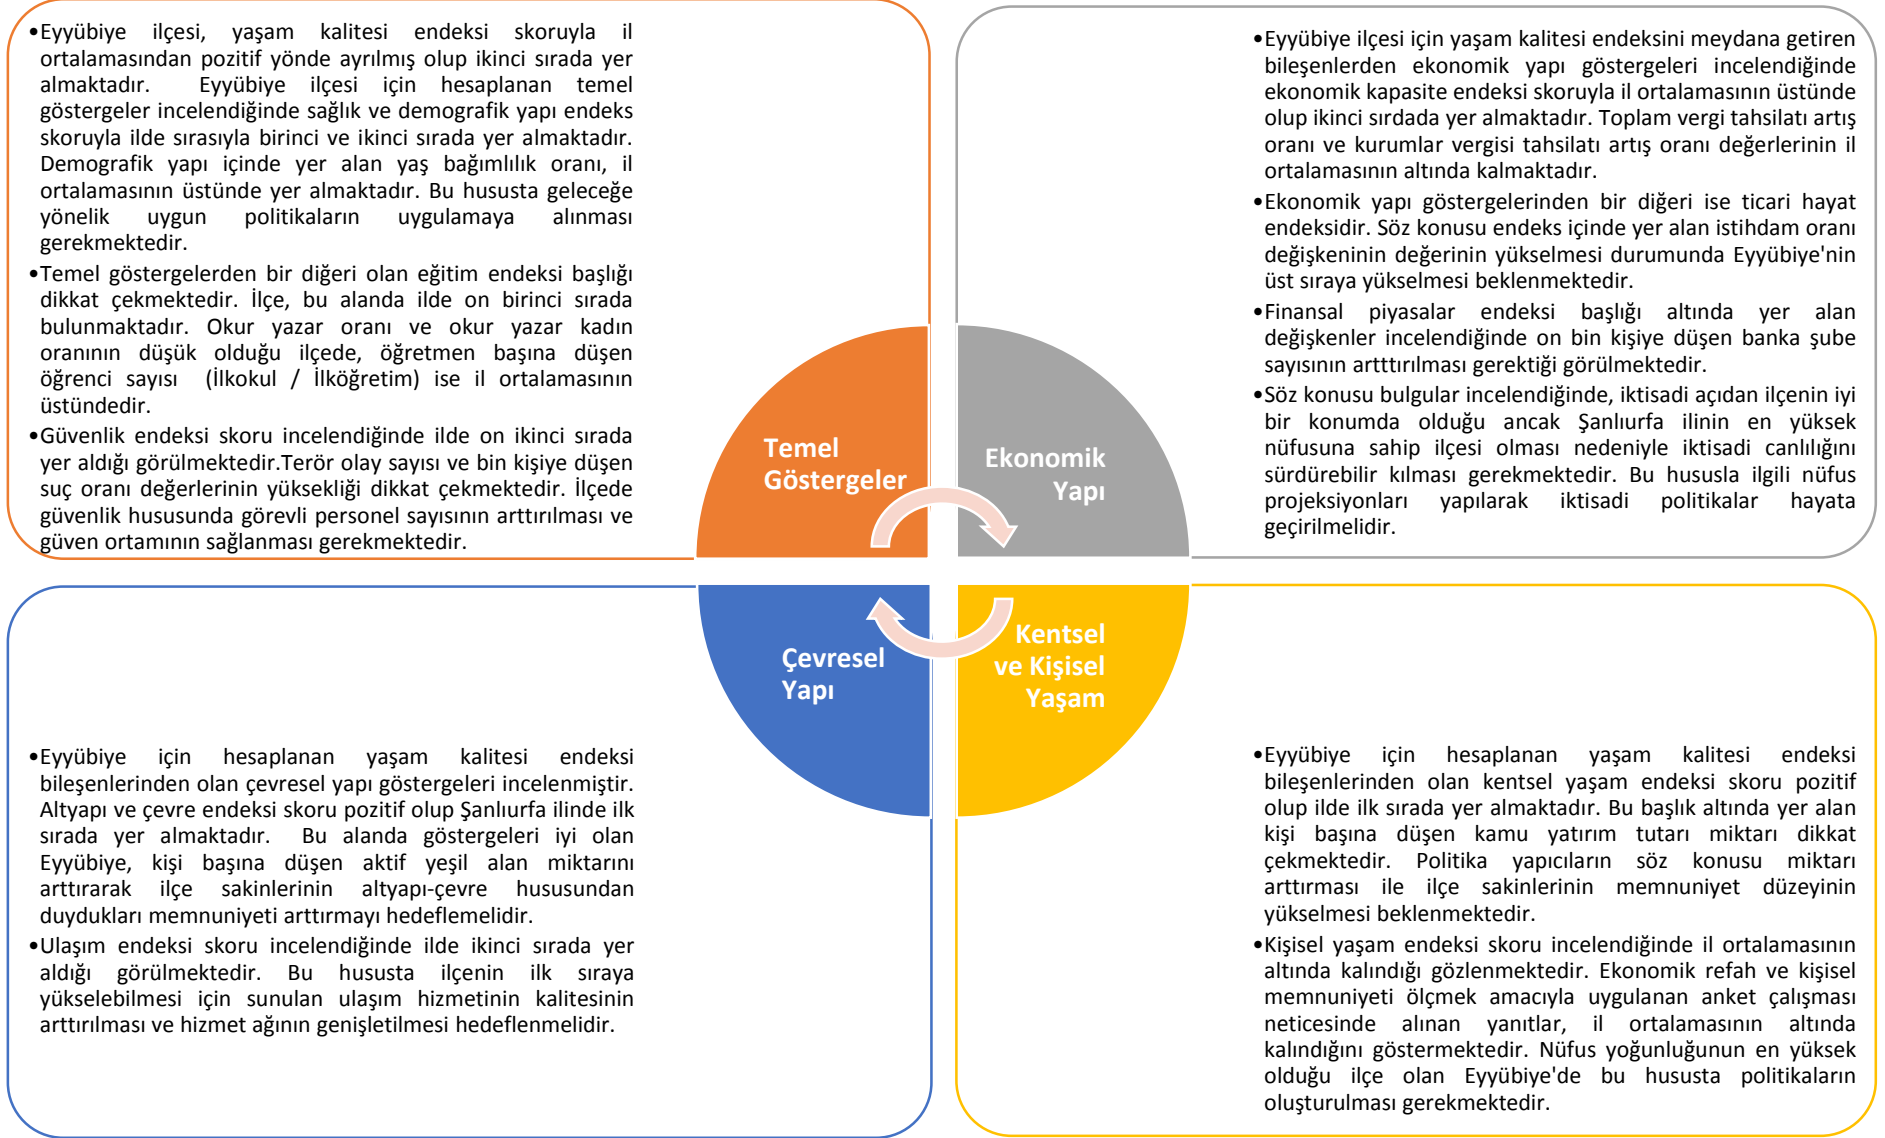 •Eyyübiye ilçesi, yaşam kalitesi endeksi skoruyla il
ortalamasından pozitif yönde ayrılmış olup ikinci sırada yer
almaktadır. Eyyübiye ilçesi için hesaplanan temel
göstergeler incelendiğinde sağlık ve demografik yapı endeks
skoruyla ilde sırasıyla birinci ve ikinci sırada yer almaktadır.
Demografik yapı içinde yer alan yaş bağımlılık oranı, il
ortalamasının üstünde yer almaktadır. Bu hususta geleceğe
yönelik uygun politikaların uygulamaya alınması
gerekmektedir.
•Temel göstergelerden bir diğeri olan eğitim endeksi başlığı
dikkat çekmektedir. İlçe, bu alanda ilde on birinci sırada
bulunmaktadır. Okur yazar oranı ve okur yazar kadın
oranının düşük olduğu ilçede, öğretmen başına düşen
öğrenci sayısı (İlkokul / İlköğretim) ise il ortalamasının
üstündedir.
•Güvenlik endeksi skoru incelendiğinde ilde on ikinci sırada
yer aldığı görülmektedir.Terör olay sayısı ve bin kişiye düşen
suç oranı değerlerinin yüksekliği dikkat çekmektedir. İlçede
güvenlik hususunda görevli personel sayısının arttırılması ve
güven ortamının sağlanması gerekmektedir.
•Eyyübiye ilçesi için yaşam kalitesi endeksini meydana getiren
bileşenlerden ekonomik yapı göstergeleri incelendiğinde
ekonomik kapasite endeksi skoruyla il ortalamasının üstünde
olup ikinci sırdada yer almaktadır. Toplam vergi tahsilatı artış
oranı ve kurumlar vergisi tahsilatı artış oranı değerlerinin il
ortalamasının altında kalmaktadır.
•Ekonomik yapı göstergelerinden bir diğeri ise ticari hayat
endeksidir. Söz konusu endeks içinde yer alan istihdam oranı
değişkeninin değerinin yükselmesi durumunda Eyyübiye'nin
üst sıraya yükselmesi beklenmektedir.
•Finansal piyasalar endeksi başlığı altında yer alan
değişkenler incelendiğinde on bin kişiye düşen banka şube
sayısının artttırılması gerektiği görülmektedir.
•Söz konusu bulgular incelendiğinde, iktisadi açıdan ilçenin iyi
bir konumda olduğu ancak Şanlıurfa ilinin en yüksek
nüfusuna sahip ilçesi olması nedeniyle iktisadi canlılığını
sürdürebilir kılması gerekmektedir. Bu hususla ilgili nüfus
projeksiyonları yapılarak iktisadi politikalar hayata
geçirilmelidir.
Temel
Göstergeler
Ekonomik
Yapı
Çevresel
Yapı
Kentsel
ve Kişisel
Yaşam
•Eyyübiye için hesaplanan yaşam kalitesi endeksi
bileşenlerinden olan çevresel yapı göstergeleri incelenmiştir.
Altyapı ve çevre endeksi skoru pozitif olup Şanlıurfa ilinde ilk
sırada yer almaktadır. Bu alanda göstergeleri iyi olan
Eyyübiye, kişi başına düşen aktif yeşil alan miktarını
arttırarak ilçe sakinlerinin altyapı-çevre hususundan
duydukları memnuniyeti arttırmayı hedeflemelidir.
•Ulaşım endeksi skoru incelendiğinde ilde ikinci sırada yer
aldığı görülmektedir. Bu hususta ilçenin ilk sıraya
yükselebilmesi için sunulan ulaşım hizmetinin kalitesinin
arttırılması ve hizmet ağının genişletilmesi hedeflenmelidir.
•Eyyübiye için hesaplanan yaşam kalitesi endeksi
bileşenlerinden olan kentsel yaşam endeksi skoru pozitif
olup ilde ilk sırada yer almaktadır. Bu başlık altında yer alan
kişi başına düşen kamu yatırım tutarı miktarı dikkat
çekmektedir. Politika yapıcıların söz konusu miktarı
arttırması ile ilçe sakinlerinin memnuniyet düzeyinin
yükselmesi beklenmektedir.
•Kişisel yaşam endeksi skoru incelendiğinde il ortalamasının
altında kalındığı gözlenmektedir. Ekonomik refah ve kişisel
memnuniyeti ölçmek amacıyla uygulanan anket çalışması
neticesinde alınan yanıtlar, il ortalamasının altında
kalındığını göstermektedir. Nüfus yoğunluğunun en yüksek
olduğu ilçe olan Eyyübiye'de bu hususta politikaların
oluşturulması gerekmektedir.